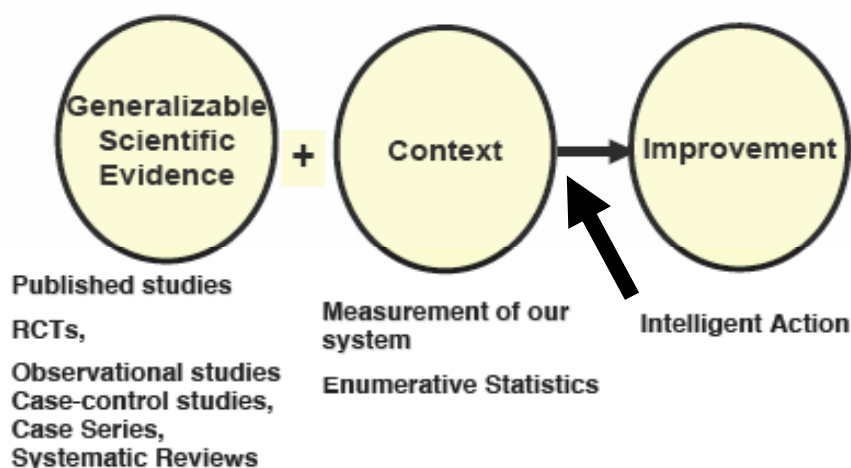 Generalizable
Scientific
Evidence
+
Context
Improvement
Published studies
RCTs,
Observational studies
Case-control studies,
Case Series,
Systematic Reviews
Measurement of our
system
Enumerative Statistics
Intelligent Action